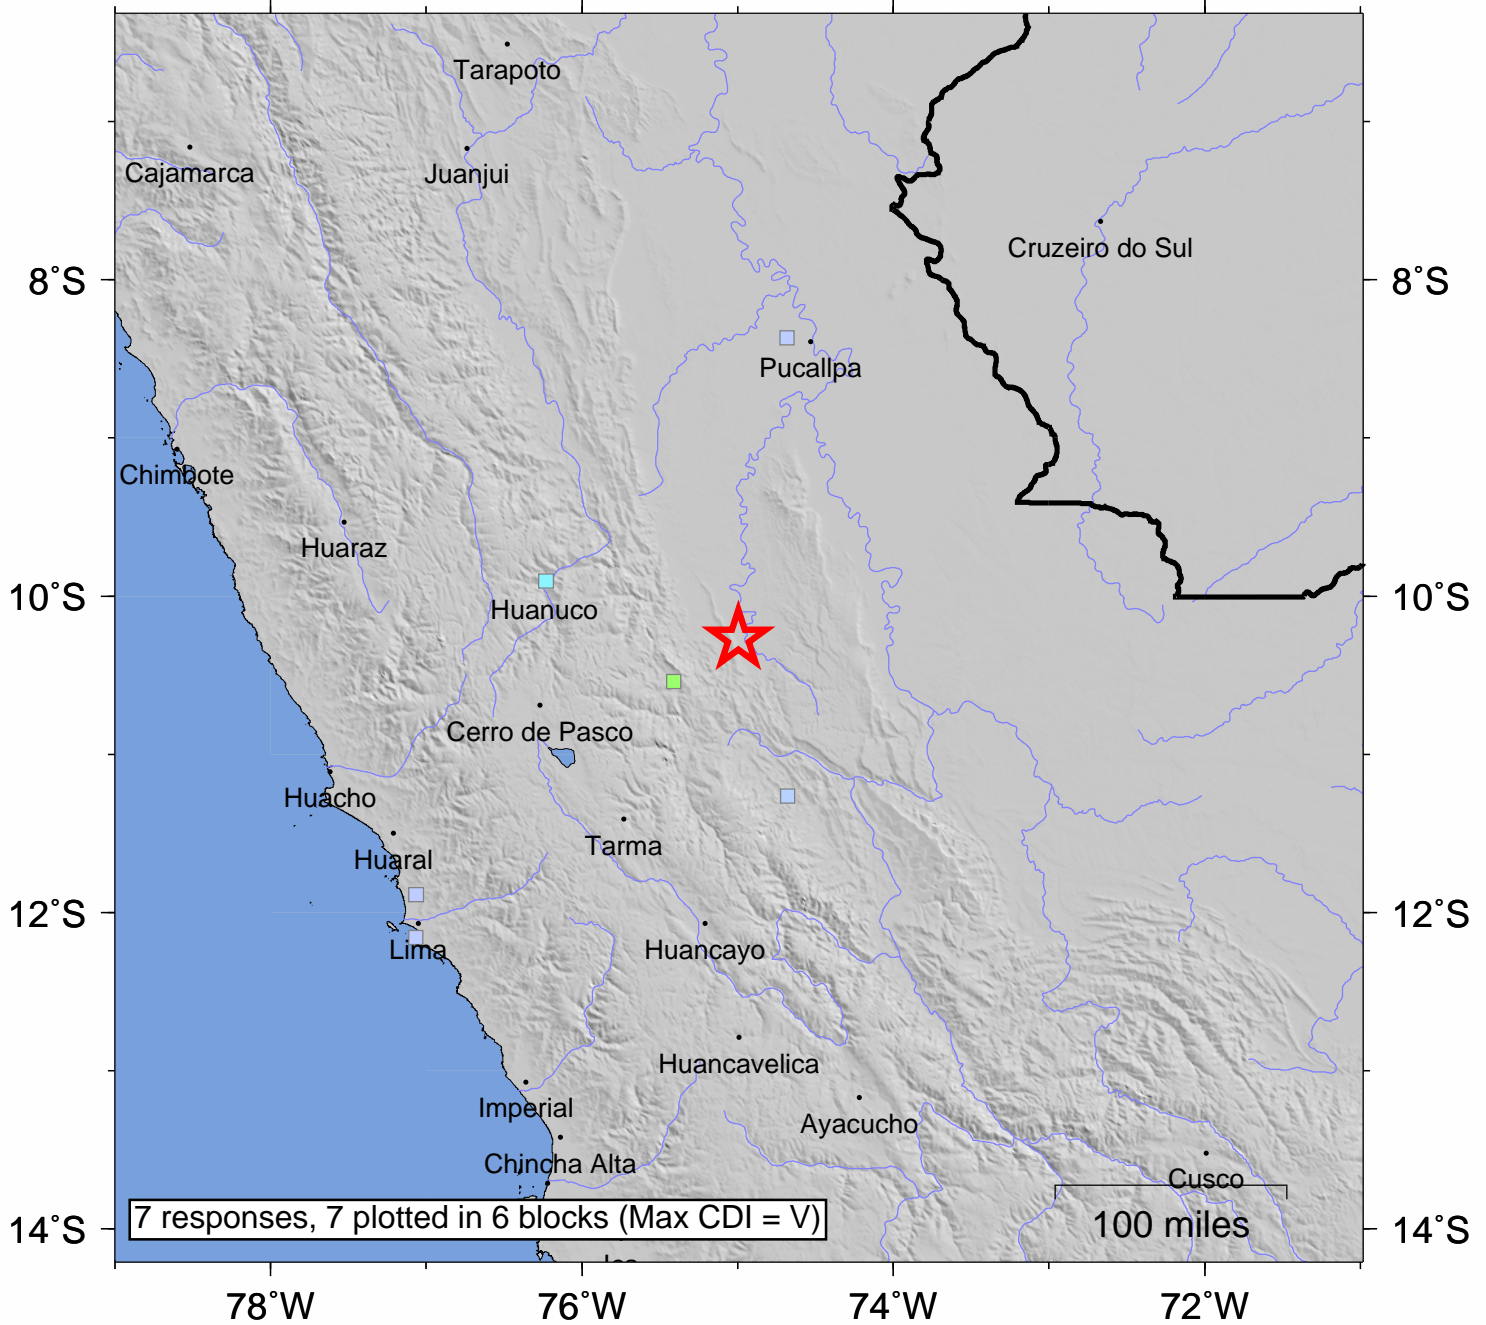 Tarapoto
Cajamarca
Juanjui
Cruzeiro do Sul
8°S
8°S
Pucallpa
Chimbote
Huaraz
10°S
Huanuco
10°S
Cerro de Pasco
Huacho
Tarma
Huaral
12°S
12°S
Lima
Huancayo
Huancavelica
Imperial
Ayacucho
Chincha Alta
Cusco
7 responses, 7 plotted in 6 blocks (Max CDI = V)
100 miles
14°S
14°S
78°W
76°W
74°W
72°W